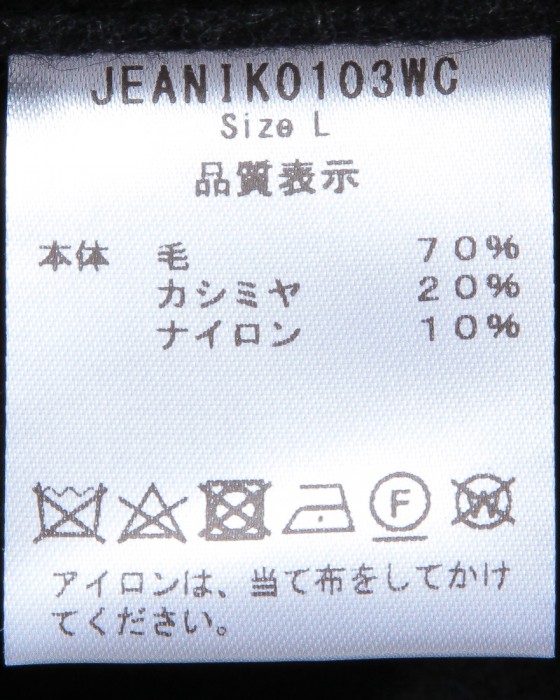 JEANIK0103WC
Size L
品質表示
本体 毛 70%
カシミヤ 20%
ナイロン 10%
F W
アイロンは、当て布をしてかけ
てください。